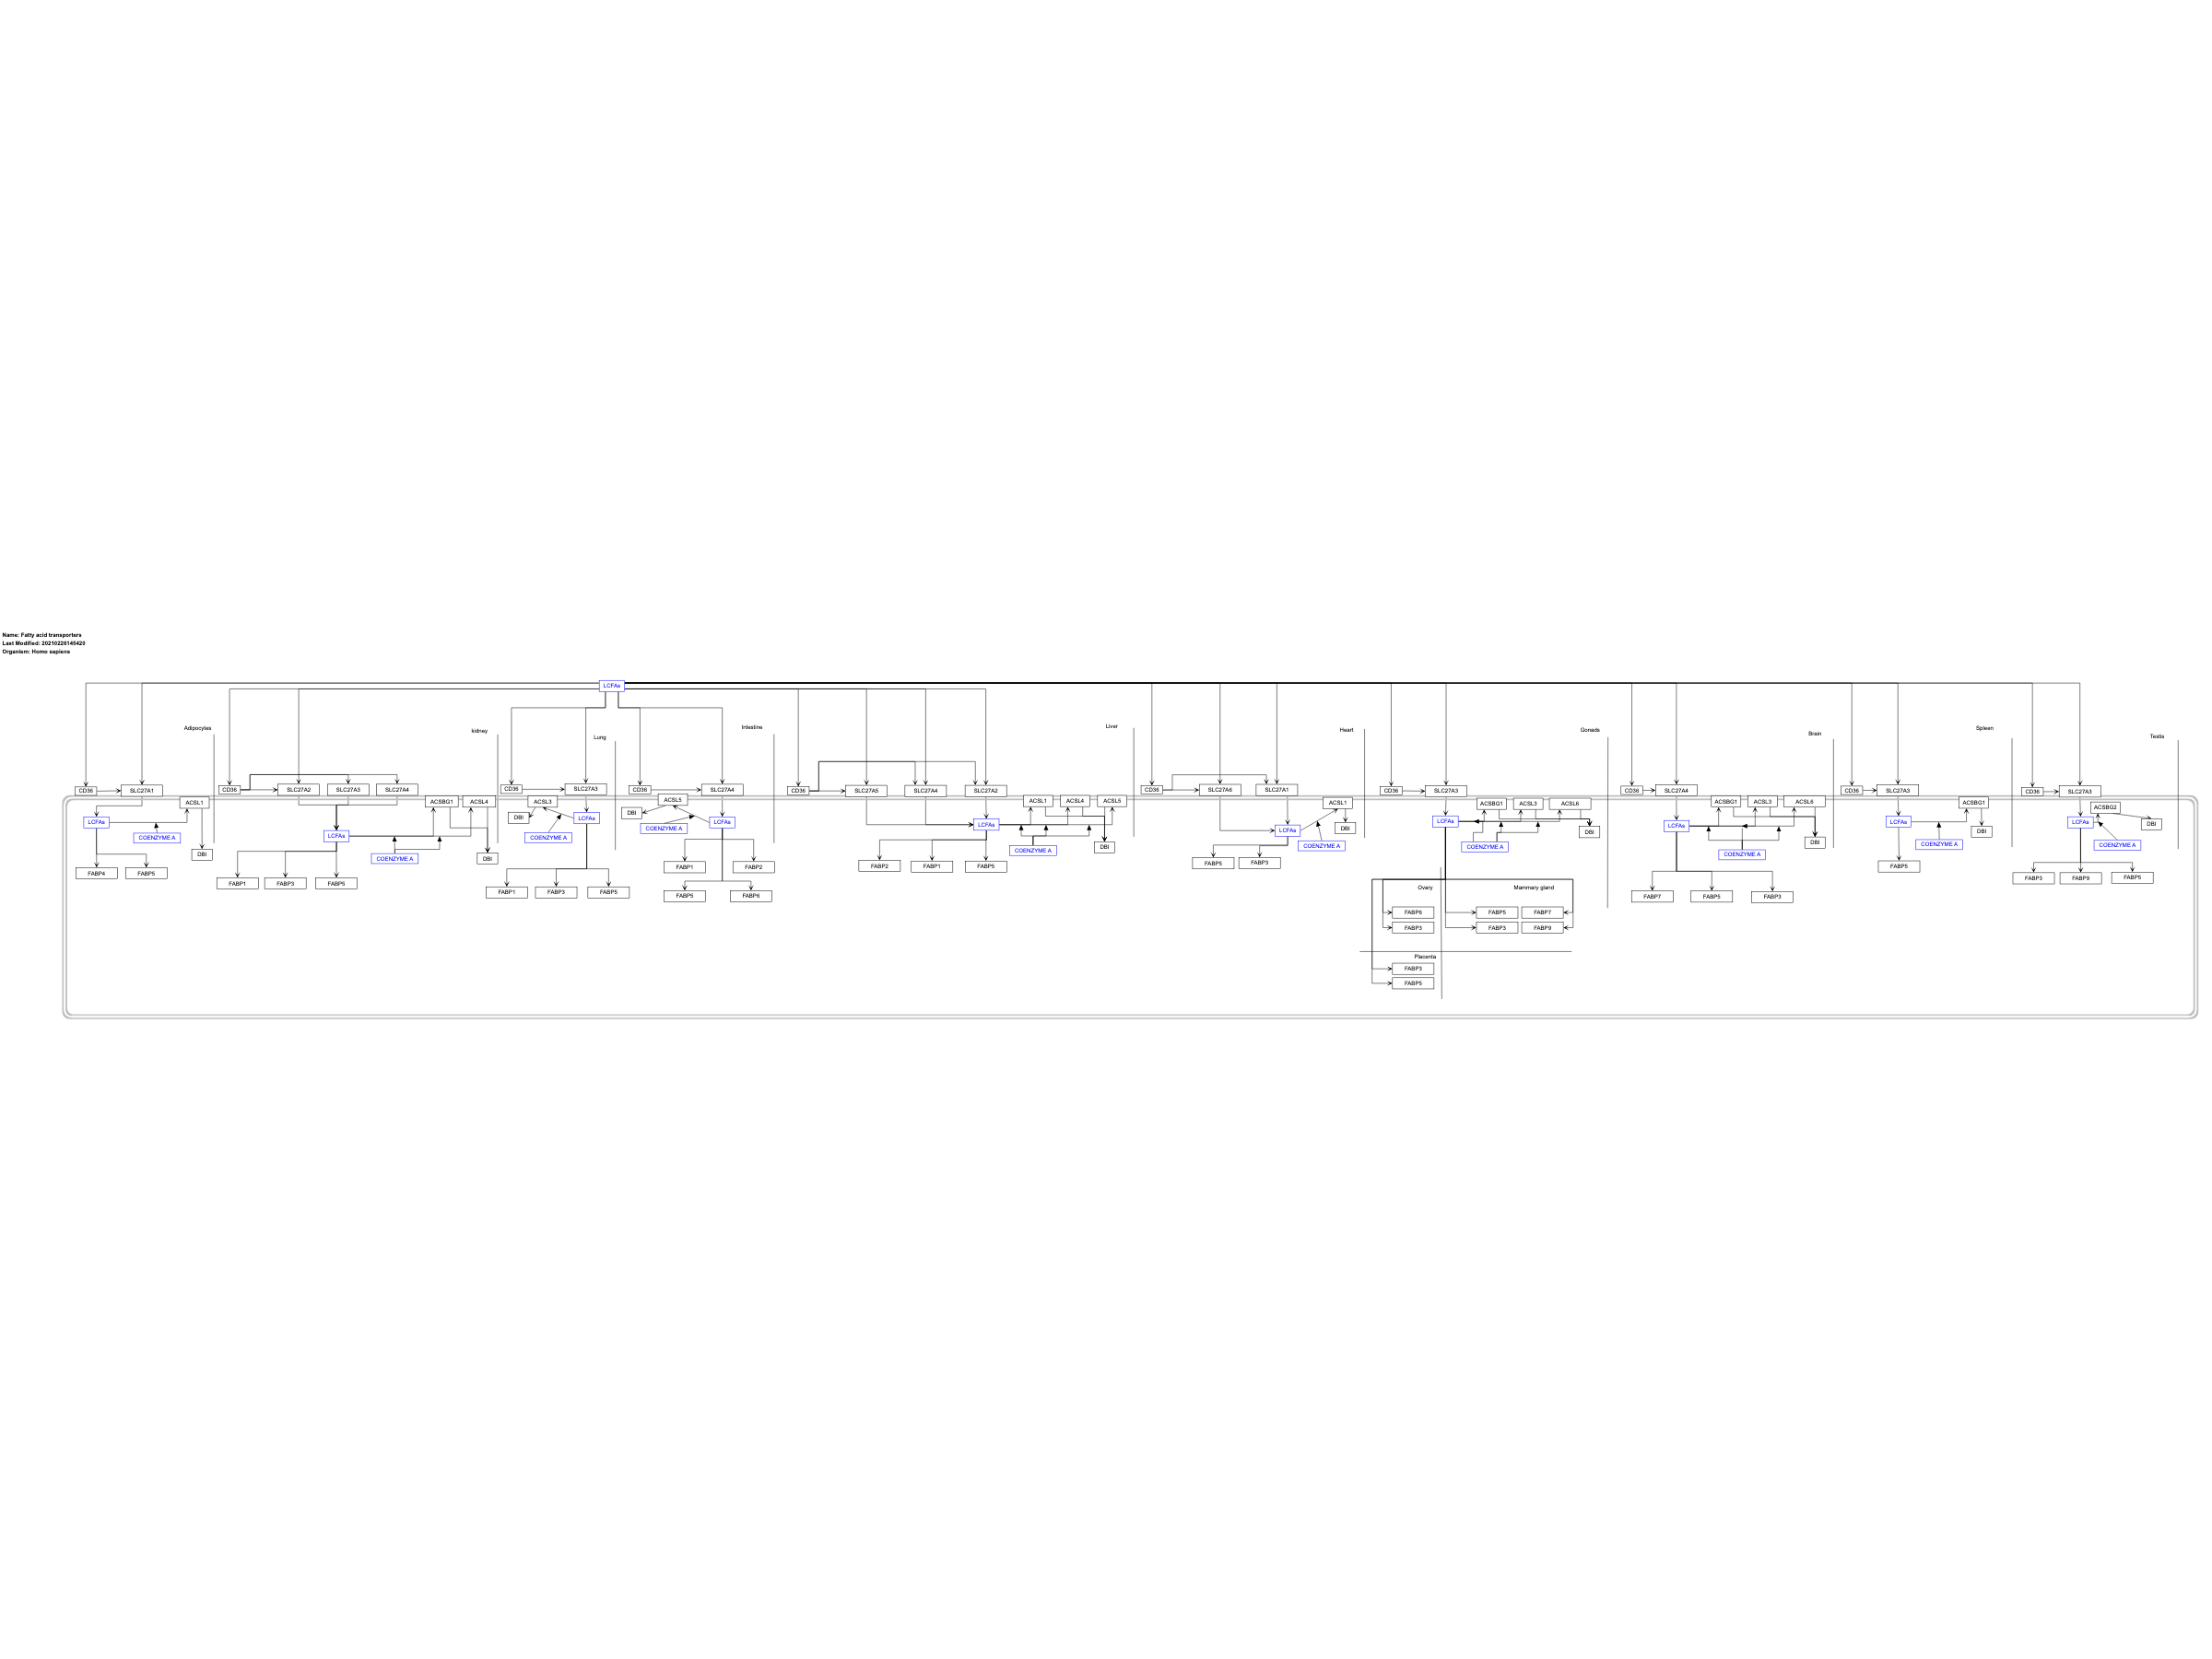 Name: Fatty acid transporters
Last Modified: 20210226145420
Organism: Homo sapiens
LCFAs
Adipocytes
kidney
Lung
Intestine
Liver
Heart
Gonads
Brain
Spleen
Testis
CD36
SLC27A1
ACSL1
LCFAs
COENZYME A
DBI
FABP4
FABP5
CD36
SLC27A2
SLC27A3
SLC27A4
ACSBG1
ACSL4
LCFAs
COENZYME A
DBI
FABP1
FABP3
FABP5
CD36
SLC27A3
ACSL3
DBI
LCFAs
COENZYME A
FABP1
FABP3
FABP5
CD36
SLC27A4
ACSL5
DBI
LCFAs
COENZYME A
FABP1
FABP2
FABP5
FABP6
CD36
SLC27A5
SLC27A4
SLC27A2
ACSL1
ACSL4
ACSL5
LCFAs
COENZYME A
DBI
FABP2
FABP1
FABP5
CD36
SLC27A6
SLC27A1
ACSL1
LCFAs
DBI
COENZYME A
FABP5
FABP3
CD36
SLC27A3
ACSBG1
ACSL3
ACSL6
LCFAs
DBI
COENZYME A
Ovary
Mammary gland
FABP6
FABP5
FABP7
FABP3
FABP3
FABP9
Placenta
FABP3
FABP5
CD36
SLC27A4
ACSBG1
ACSL3
ACSL6
LCFAs
DBI
COENZYME A
FABP7
FABP5
FABP3
CD36
SLC27A3
ACSBG1
LCFAs
DBI
COENZYME A
FABP5
CD36
SLC27A3
ACSBG2
LCFAs
DBI
COENZYME A
FABP3
FABP9
FABP5